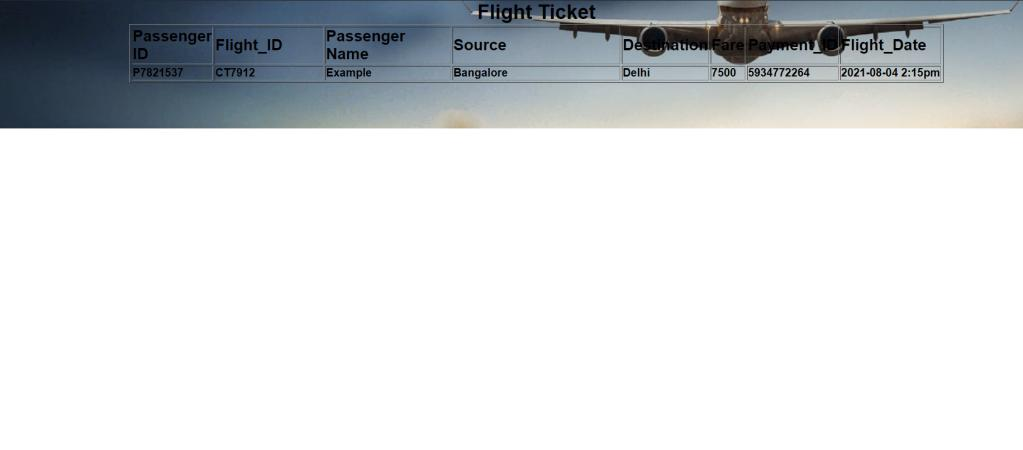 Flight Ticket
Passenger ID Flight_ID Passenger Name Source Destination Fare Payment_ID Flight_Date
P7821537 CT7912 Example Bangalore Delhi 7500 5934772264 2021-08-04 2:15pm